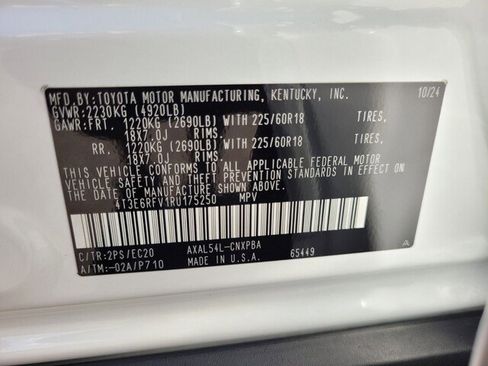 MFD.BY:TOYOTA MOTOR MANUFACTURING, KENTUCKY, INC. 10/24
GVWR:2230KG (4920LB)
GAWR:FRT. 1220KG (2690LB) WITH 225/60R18 TIRES,
18X7.0J RIMS.
RR. 1220KG (2690LB) WITH 225/60R18 TIRES,
18X7.0J RIMS.
THIS VEHICLE CONFORMS TO ALL APPLICABLE FEDERAL MOTOR
VEHICLE SAFETY AND THEFT PREVENTION STANDARDS IN EFFECT ON
THE DATE OF MANUFACTURE SHOWN ABOVE.
4T3E6RFV1RU175250 MPV
C/TR:2PS/EC20 AXAL54L-CNXPBA
A/TM:-02A/P710 MADE IN U.S.A. 65449